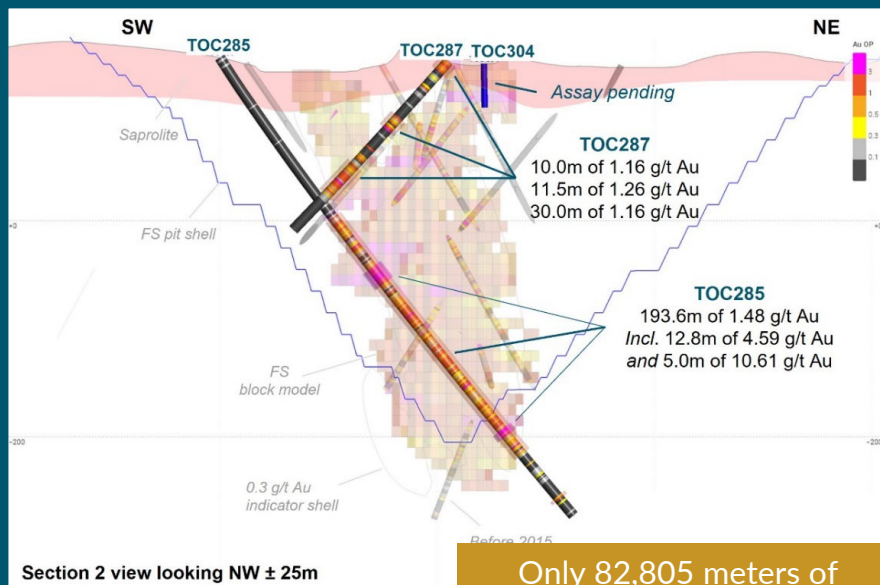 SW
NE
TOC285
TOC287
TOC304
Au OP
3
1
0.5
0.3
0.1
Assay pending
Saprolite
TOC287
10.0m of 1.16 g/t Au
11.5m of 1.26 g/t Au
30.0m of 1.16 g/t Au
FS pit shell
+0
TOC285
193.6m of 1.48 g/t Au
Incl. 12.8m of 4.59 g/t Au
and 5.0m of 10.61 g/t Au
FS
block model
-200
-200
0.3 g/t Au
indicator shell
Before 2015
Section 2 view looking NW ± 25m
Only 82,805 meters of